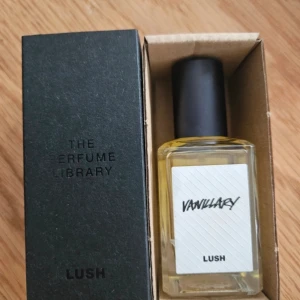 THE
PERFUME
LIBRARY
LUSH
VANILLARY
LUSH